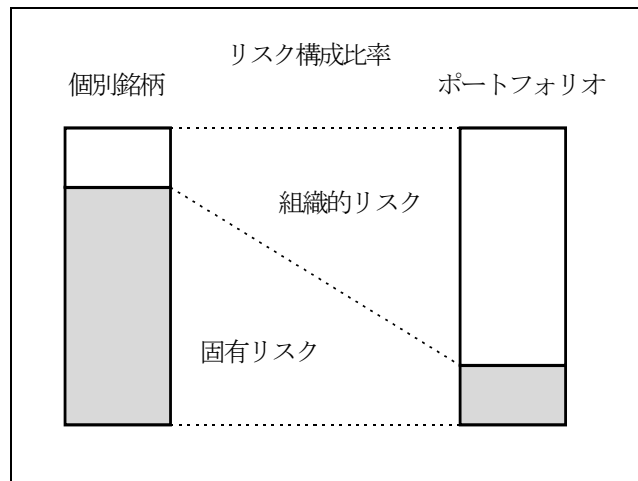 リスク構成比率
個別銘柄
ポートフォリオ
組織的リスク
固有リスク